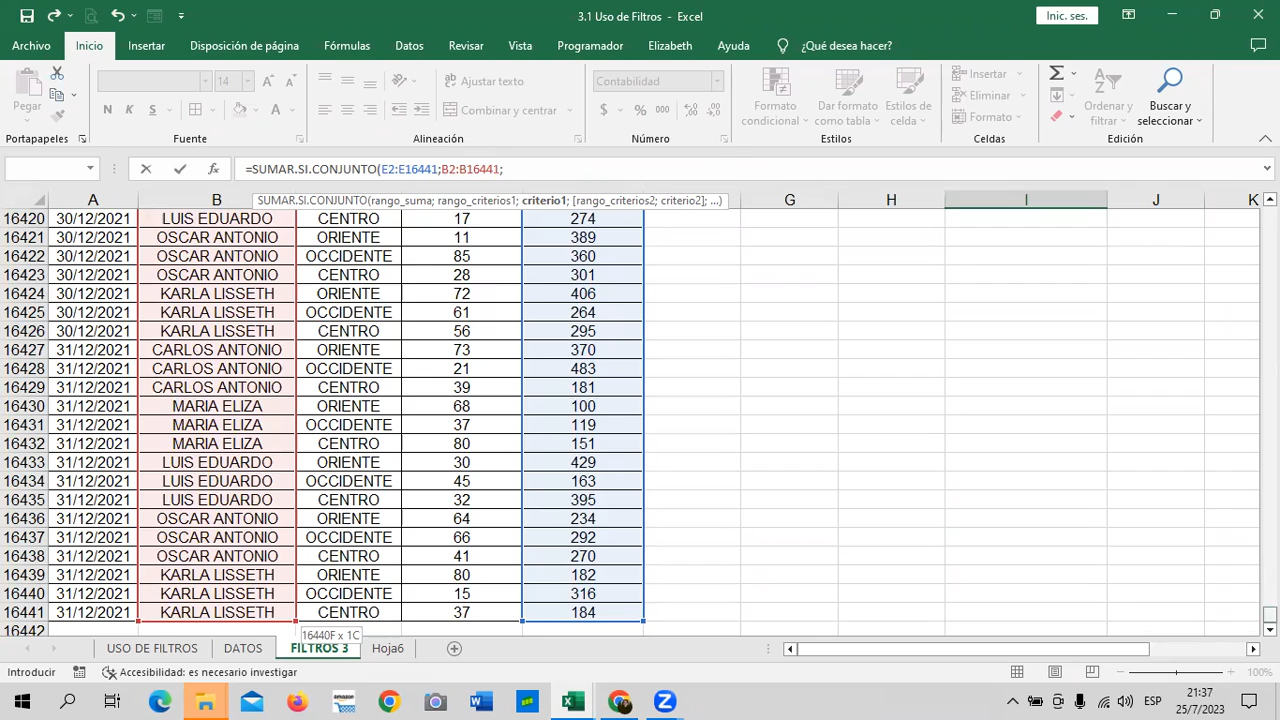 3.1 Uso de Filtros - Excel
Inic. ses.
Archivo Inicio Insertar Disposición de página Fórmulas Datos Revisar Vista Programador Elizabeth Ayuda ¿Qué desea hacer?
Pegar
14
Ajustar texto
Contabilidad
Insertar
N K S
Combinar y centrar
$ % 000
Formato condicional
Dar formato como tabla
Estilos de celda
Eliminar
Formato
Ordenar y filtrar
Buscar y seleccionar
Portapapeles Fuente Alineación Número Estilos Celdas Edición
=SUMAR.SI.CONJUNTO(E2:E16441;B2:B16441;
SUMAR.SI.CONJUNTO(rango_suma; rango_criterios1; criterio1; [rango_criterios2; criterio2]; ...)
A B G H I J K
16420 30/12/2021 LUIS EDUARDO CENTRO 17 274
16421 30/12/2021 OSCAR ANTONIO ORIENTE 11 389
16422 30/12/2021 OSCAR ANTONIO OCCIDENTE 85 360
16423 30/12/2021 OSCAR ANTONIO CENTRO 28 301
16424 30/12/2021 KARLA LISSETH ORIENTE 72 406
16425 30/12/2021 KARLA LISSETH OCCIDENTE 61 264
16426 30/12/2021 KARLA LISSETH CENTRO 56 295
16427 31/12/2021 CARLOS ANTONIO ORIENTE 73 370
16428 31/12/2021 CARLOS ANTONIO OCCIDENTE 21 483
16429 31/12/2021 CARLOS ANTONIO CENTRO 39 181
16430 31/12/2021 MARIA ELIZA ORIENTE 68 100
16431 31/12/2021 MARIA ELIZA OCCIDENTE 37 119
16432 31/12/2021 MARIA ELIZA CENTRO 80 151
16433 31/12/2021 LUIS EDUARDO ORIENTE 30 429
16434 31/12/2021 LUIS EDUARDO OCCIDENTE 45 163
16435 31/12/2021 LUIS EDUARDO CENTRO 32 395
16436 31/12/2021 OSCAR ANTONIO ORIENTE 64 234
16437 31/12/2021 OSCAR ANTONIO OCCIDENTE 66 292
16438 31/12/2021 OSCAR ANTONIO CENTRO 41 270
16439 31/12/2021 KARLA LISSETH ORIENTE 80 182
16440 31/12/2021 KARLA LISSETH OCCIDENTE 15 316
16441 31/12/2021 KARLA LISSETH CENTRO 37 184
16442
16440F x 1C
USO DE FILTROS DATOS FILTROS 3 Hoja6
Introducir Accesibilidad: es necesario investigar 100%
ESP
21:37
25/7/2023